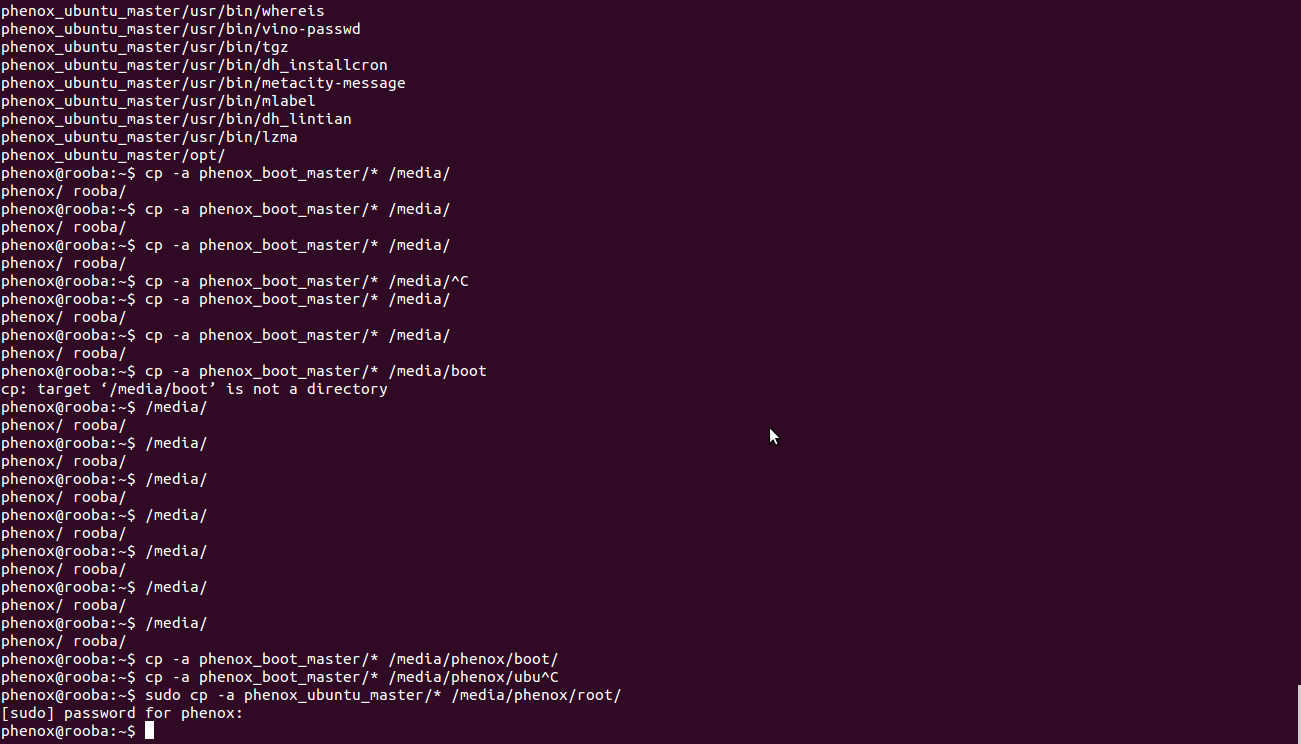 phenox_ubuntu_master/usr/bin/whereis
phenox_ubuntu_master/usr/bin/vino-passwd
phenox_ubuntu_master/usr/bin/tgz
phenox_ubuntu_master/usr/bin/dh_installcron
phenox_ubuntu_master/usr/bin/metacity-message
phenox_ubuntu_master/usr/bin/mlabel
phenox_ubuntu_master/usr/bin/dh_lintian
phenox_ubuntu_master/usr/bin/lzma
phenox_ubuntu_master/opt/
phenox@rooba:~$ cp -a phenox_boot_master/* /media/
phenox/ rooba/
phenox@rooba:~$ cp -a phenox_boot_master/* /media/
phenox/ rooba/
phenox@rooba:~$ cp -a phenox_boot_master/* /media/
phenox/ rooba/
phenox@rooba:~$ cp -a phenox_boot_master/* /media/^C
phenox@rooba:~$ cp -a phenox_boot_master/* /media/
phenox/ rooba/
phenox@rooba:~$ cp -a phenox_boot_master/* /media/
phenox/ rooba/
phenox@rooba:~$ cp -a phenox_boot_master/* /media/boot
cp: target ‘/media/boot’ is not a directory
phenox@rooba:~$ /media/
phenox/ rooba/
phenox@rooba:~$ /media/
phenox/ rooba/
phenox@rooba:~$ /media/
phenox/ rooba/
phenox@rooba:~$ /media/
phenox/ rooba/
phenox@rooba:~$ /media/
phenox/ rooba/
phenox@rooba:~$ /media/
phenox/ rooba/
phenox@rooba:~$ /media/
phenox/ rooba/
phenox@rooba:~$ cp -a phenox_boot_master/* /media/phenox/boot/
phenox@rooba:~$ cp -a phenox_boot_master/* /media/phenox/ubu^C
phenox@rooba:~$ sudo cp -a phenox_ubuntu_master/* /media/phenox/root/
[sudo] password for phenox:
phenox@rooba:~$